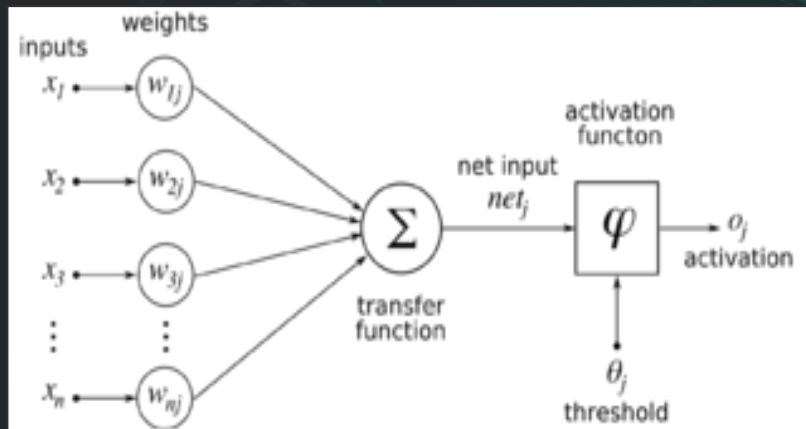 weights
inputs
x₁ w₁ⱼ
activation
functon
x₂ w₂ⱼ
net input
netⱼ
Σ φ oⱼ
activation
x₃ w₃ⱼ
transfer
function
⋮ ⋮
θⱼ
xₙ wₙⱼ
threshold